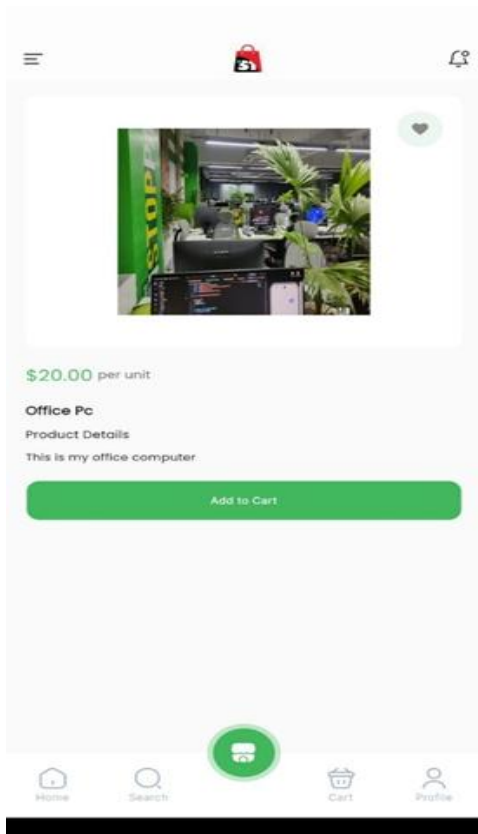 STOP
$20.00 per unit
Office Pc
Product Details
This is my office computer
Add to Cart
Home
Search
Cart
Profile